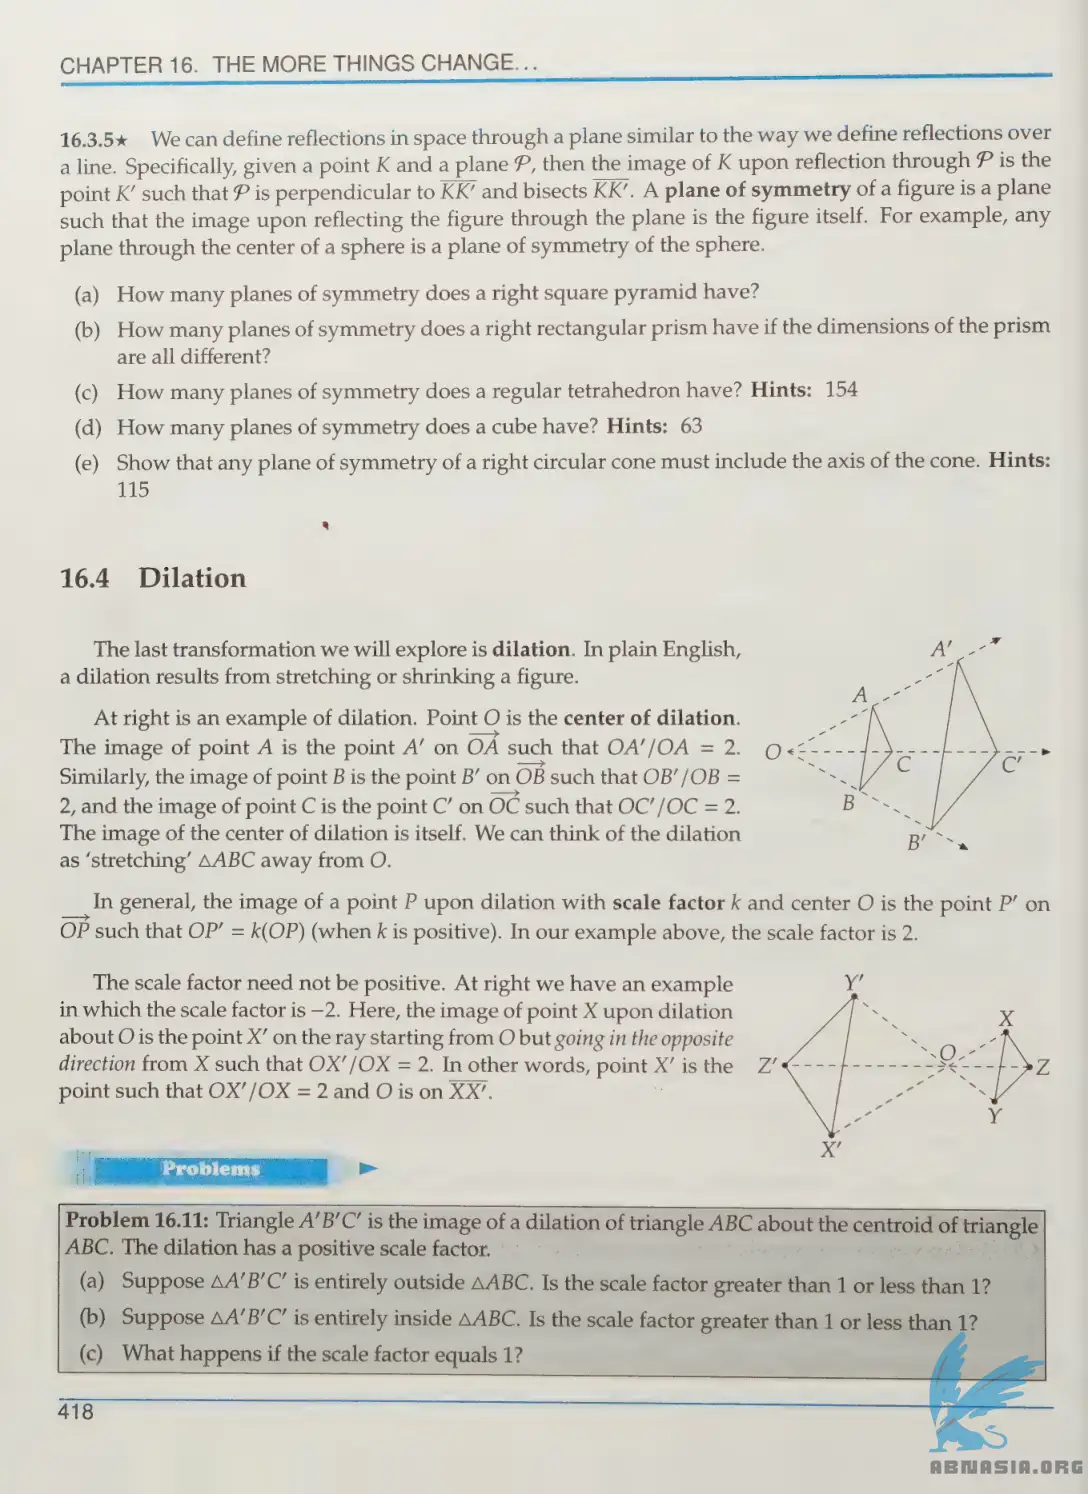 CHAPTER 16. THE MORE THINGS CHANGE...
16.3.5★ We can define reflections in space through a plane similar to the way we define reflections over
a line. Specifically, given a point K and a plane 𝒫, then the image of K upon reflection through 𝒫 is the
point K′ such that 𝒫 is perpendicular to KK′ and bisects KK′. A plane of symmetry of a figure is a plane
such that the image upon reflecting the figure through the plane is the figure itself. For example, any
plane through the center of a sphere is a plane of symmetry of the sphere.
(a) How many planes of symmetry does a right square pyramid have?
(b) How many planes of symmetry does a right rectangular prism have if the dimensions of the prism
are all different?
(c) How many planes of symmetry does a regular tetrahedron have? Hints: 154
(d) How many planes of symmetry does a cube have? Hints: 63
(e) Show that any plane of symmetry of a right circular cone must include the axis of the cone. Hints:
115
16.4 Dilation
The last transformation we will explore is dilation. In plain English,
a dilation results from stretching or shrinking a figure.
At right is an example of dilation. Point O is the center of dilation.
The image of point A is the point A′ on OA such that OA′/OA = 2.
Similarly, the image of point B is the point B′ on OB such that OB′/OB =
2, and the image of point C is the point C′ on OC such that OC′/OC = 2.
The image of the center of dilation is itself. We can think of the dilation
as ‘stretching’ △ABC away from O.
A′
A
O
C
C′
B
B′
In general, the image of a point P upon dilation with scale factor k and center O is the point P′ on
OP such that OP′ = k(OP) (when k is positive). In our example above, the scale factor is 2.
The scale factor need not be positive. At right we have an example
in which the scale factor is −2. Here, the image of point X upon dilation
about O is the point X′ on the ray starting from O but going in the opposite
direction from X such that OX′/OX = 2. In other words, point X′ is the
point such that OX′/OX = 2 and O is on XX′.
Y′
X
O
Z′
Z
Y
X′
Problems
Problem 16.11: Triangle A′B′C′ is the image of a dilation of triangle ABC about the centroid of triangle
ABC. The dilation has a positive scale factor.
(a) Suppose △A′B′C′ is entirely outside △ABC. Is the scale factor greater than 1 or less than 1?
(b) Suppose △A′B′C′ is entirely inside △ABC. Is the scale factor greater than 1 or less than 1?
(c) What happens if the scale factor equals 1?
418
ABNASIA.ORG